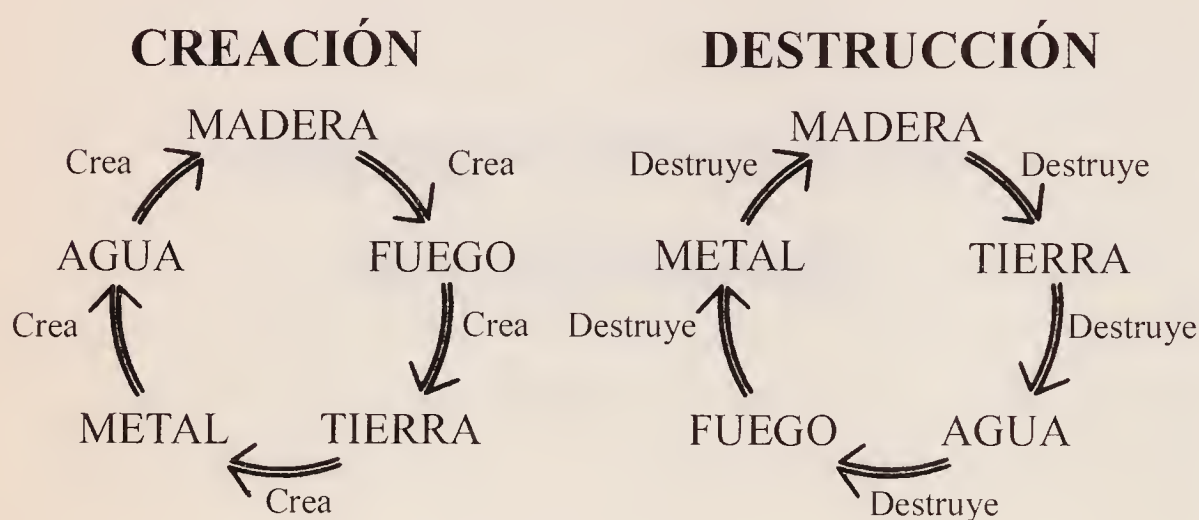 CREACIÓN
MADERA
Crea
Crea
AGUA
FUEGO
Crea
Crea
METAL
TIERRA
Crea
DESTRUCCIÓN
MADERA
Destruye
Destruye
METAL
TIERRA
Destruye
Destruye
FUEGO
AGUA
Destruye